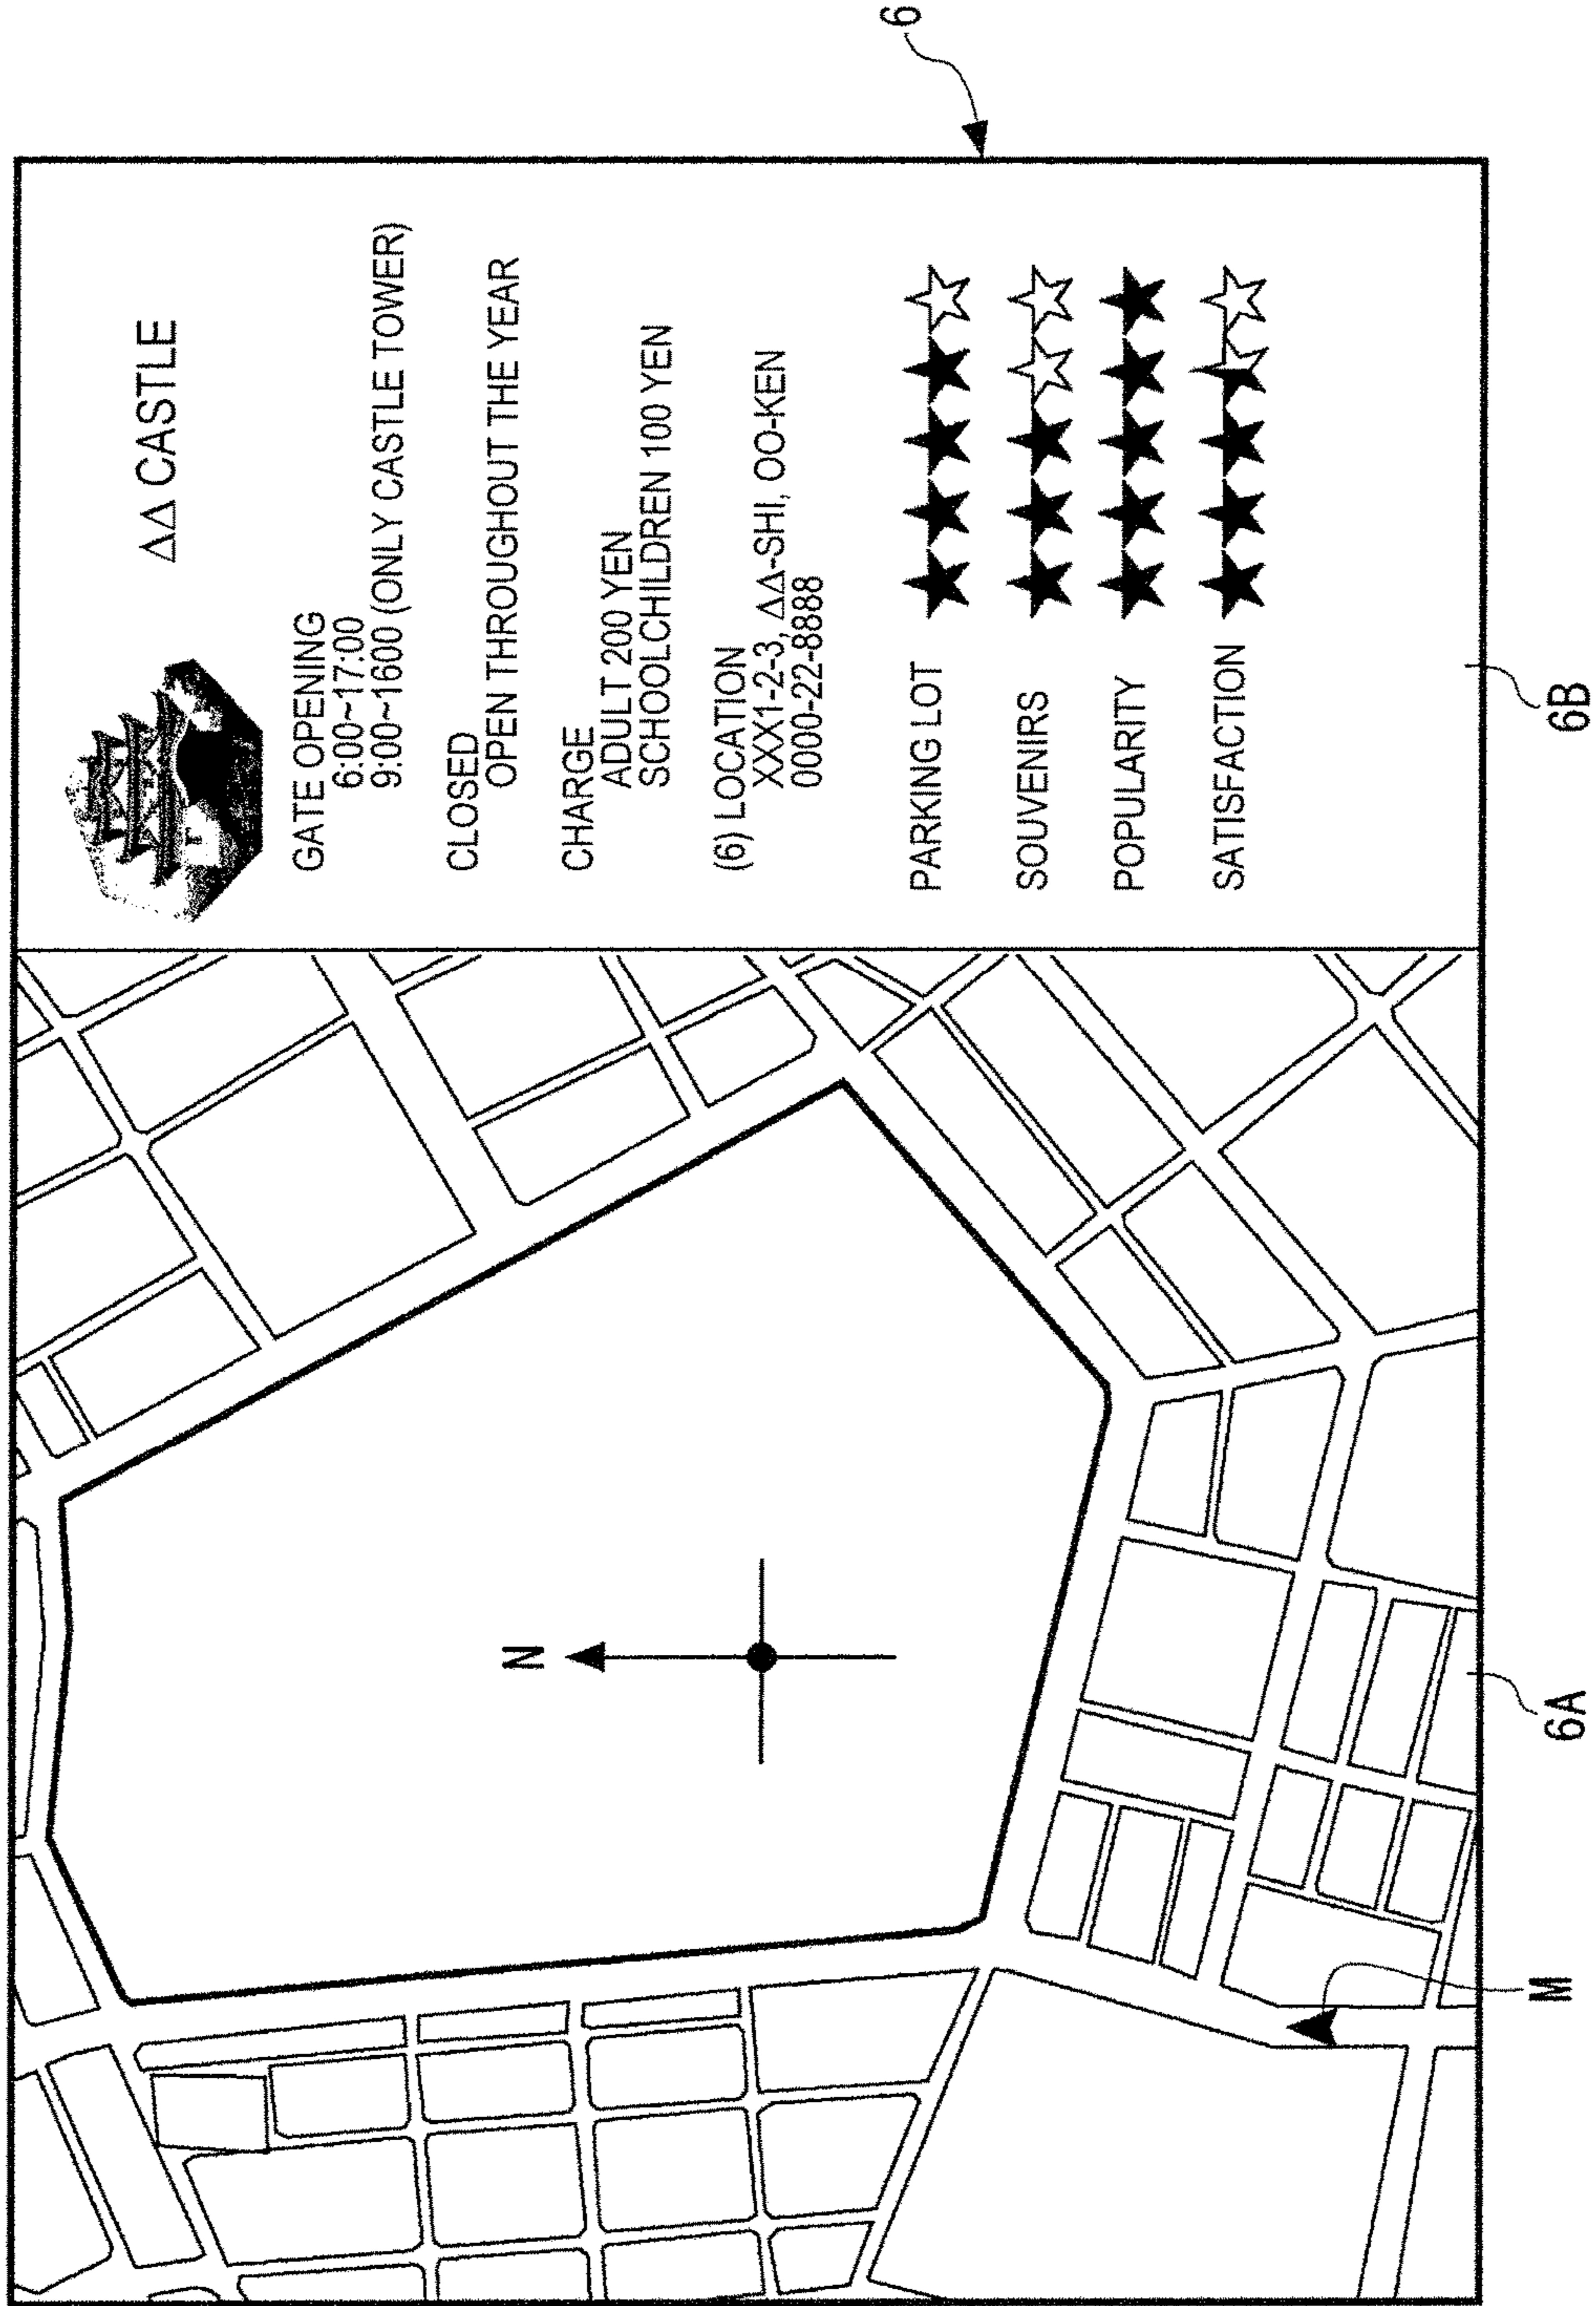 6
ΔΔ CASTLE
GATE OPENING
6:00~17:00
9:00~1600 (ONLY CASTLE TOWER)
CLOSED
OPEN THROUGHOUT THE YEAR
CHARGE
ADULT 200 YEN
SCHOOLCHILDREN 100 YEN
(6) LOCATION
XXX1-2-3, ΔΔ-SHI, OO-KEN
0000-22-8888
PARKING LOT ★★★★☆
SOUVENIRS ★★★☆☆
POPULARITY ★★★★★
SATISFACTION
N
M
6A
6B